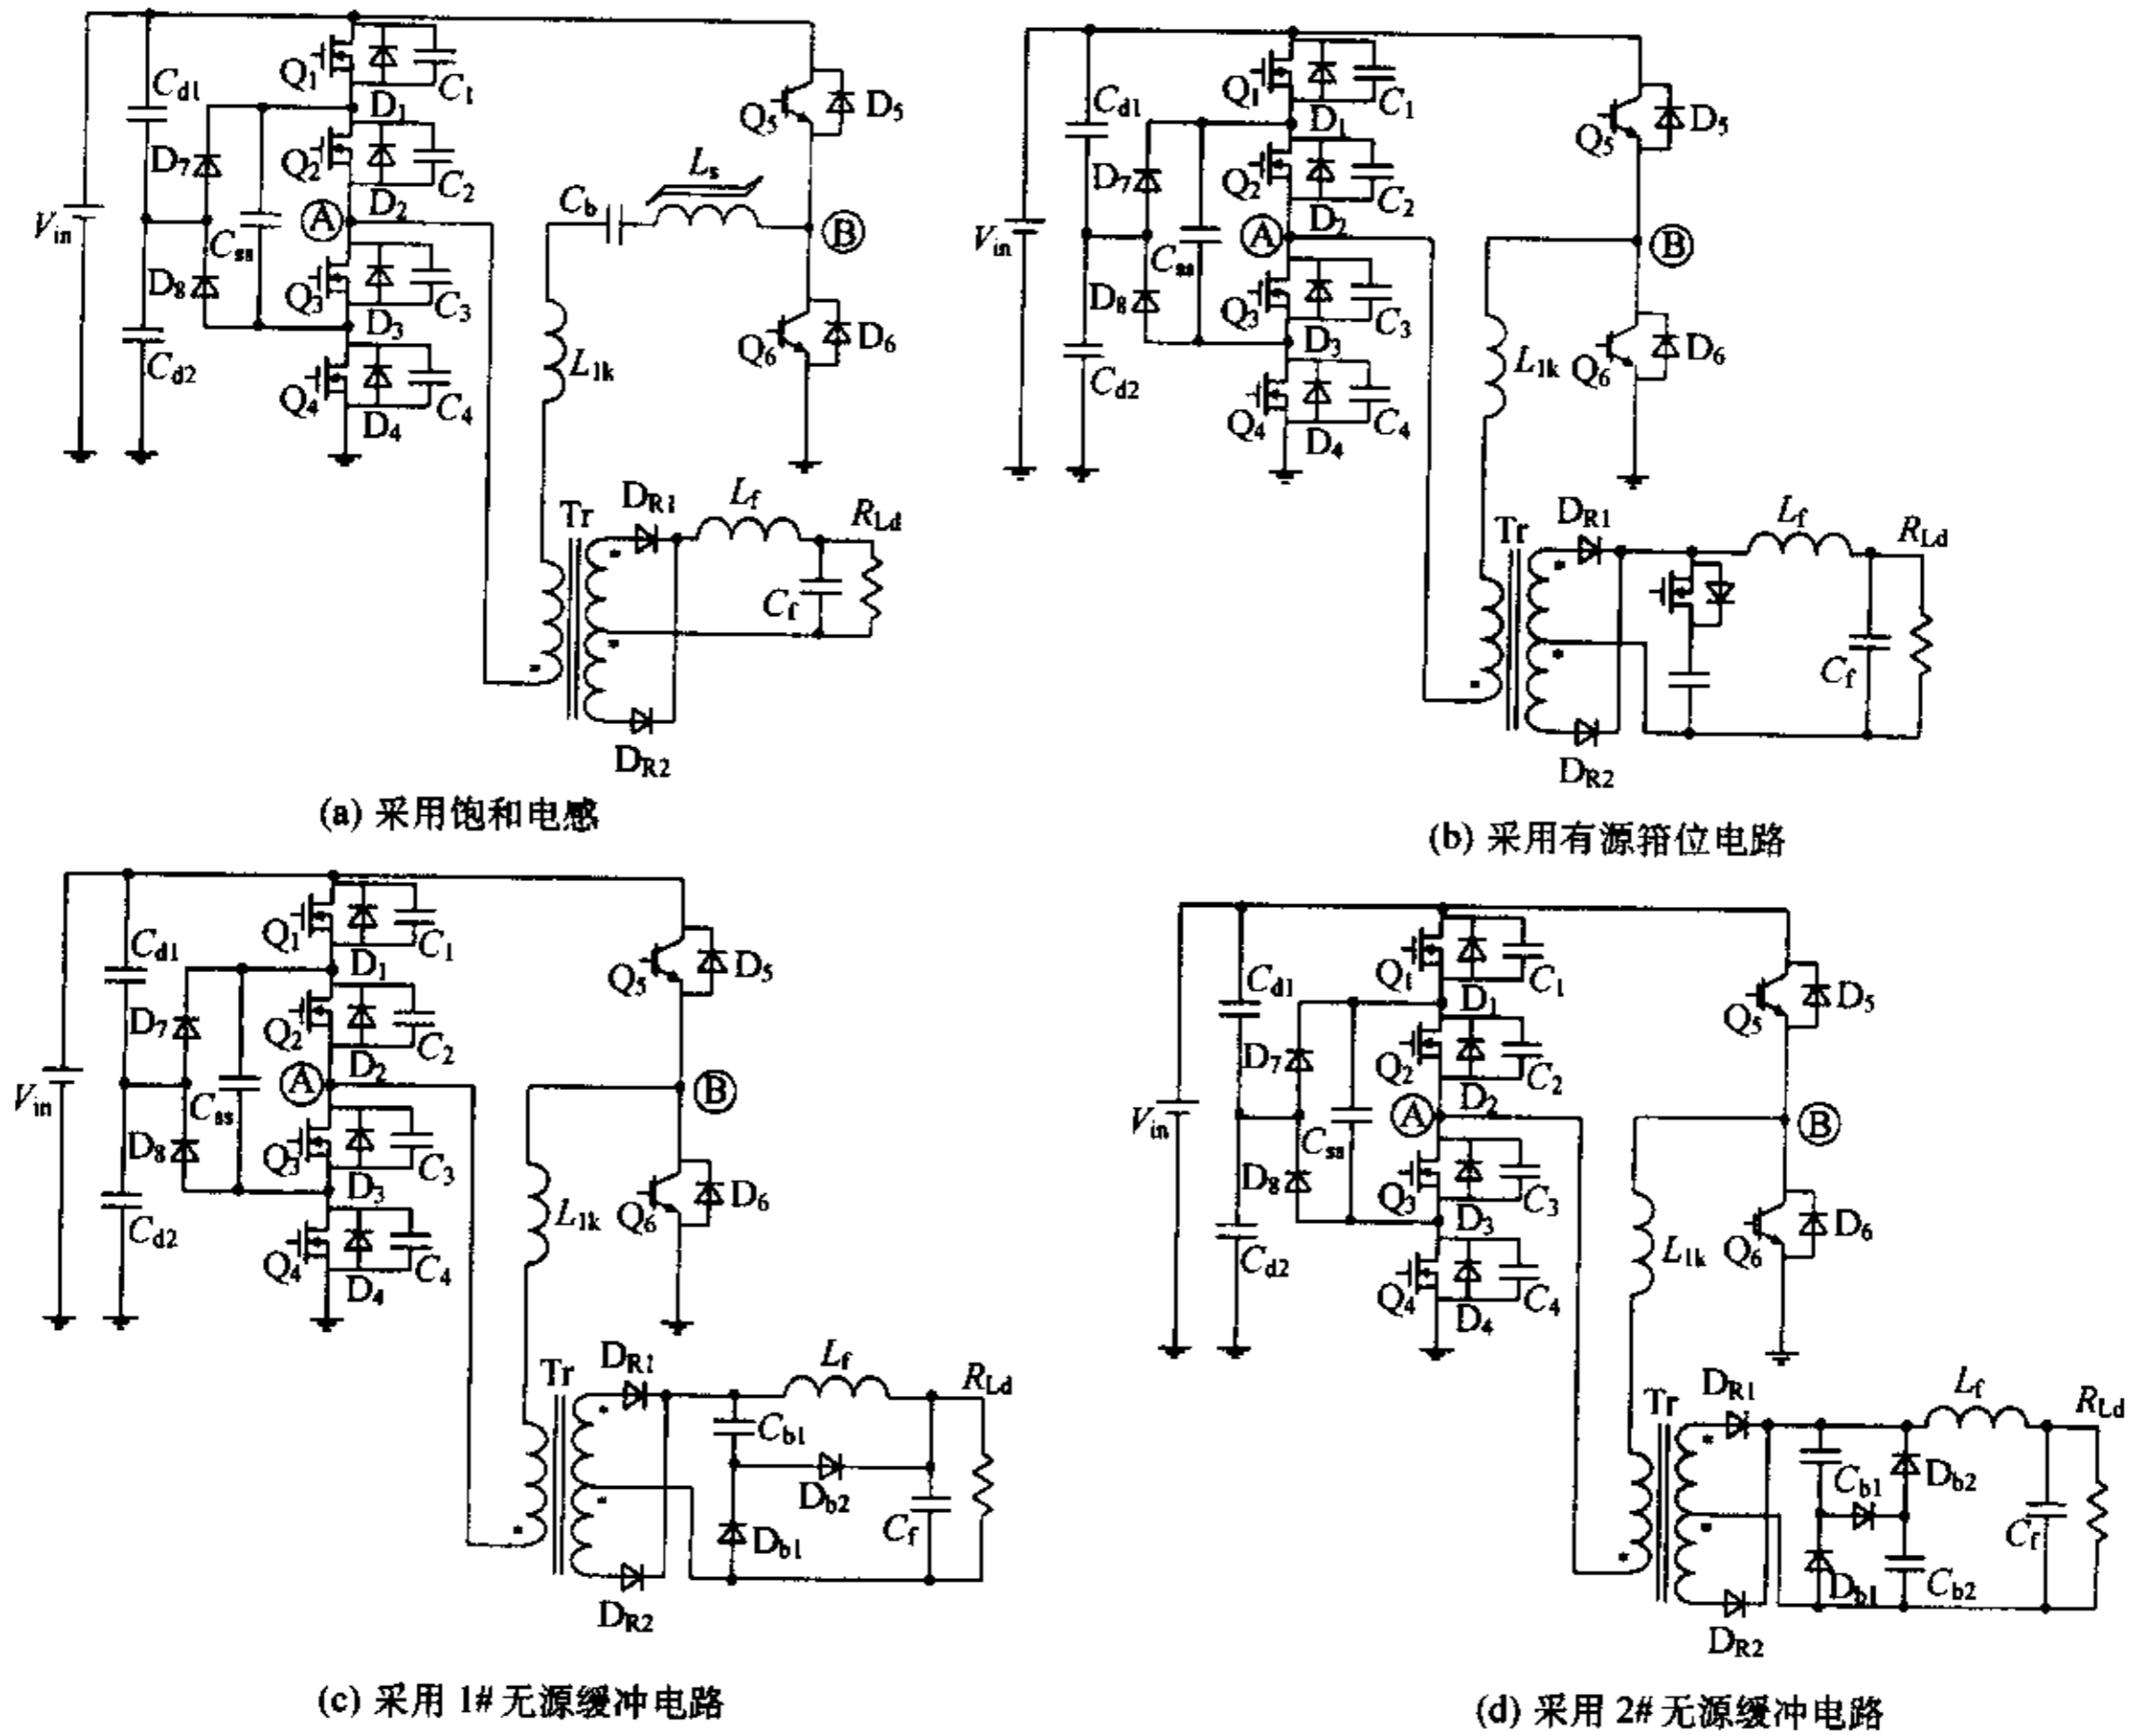 Q1
C1
Cd1
D1
Q5
D5
D7
Q2
C2
D2
Ls
Cb
Vin
Css
A
B
D8
Q3
C3
D3
Cd2
Q4
C4
D4
L1k
Q6
D6
Tr
DR1
Lf
RLd
Cf
DR2
(a) 采用饱和电感
Q1
C1
Cd1
D1
Q5
D5
D7
Q2
C2
D2
Vin
Css
A
B
D8
Q3
C3
D3
Cd2
Q4
C4
D4
L1k
Q6
D6
Tr
DR1
Lf
RLd
Cf
DR2
(b) 采用有源箝位电路
Q1
C1
Cd1
D1
Q5
D5
D7
Q2
C2
D2
Vin
Css
A
B
D8
Q3
C3
D3
Cd2
Q4
C4
D4
L1k
Q6
D6
Tr
DR1
Lf
RLd
Cb1
Db2
Db1
Cf
DR2
(c) 采用 1# 无源缓冲电路
Q1
C1
Cd1
D1
Q5
D5
D7
Q2
C2
D2
Vin
Css
A
B
D8
Q3
C3
D3
Cd2
Q4
C4
D4
L1k
Q6
D6
Tr
DR1
Lf
RLd
Cb1
Db2
Db1
Cb2
Cf
DR2
(d) 采用 2# 无源缓冲电路